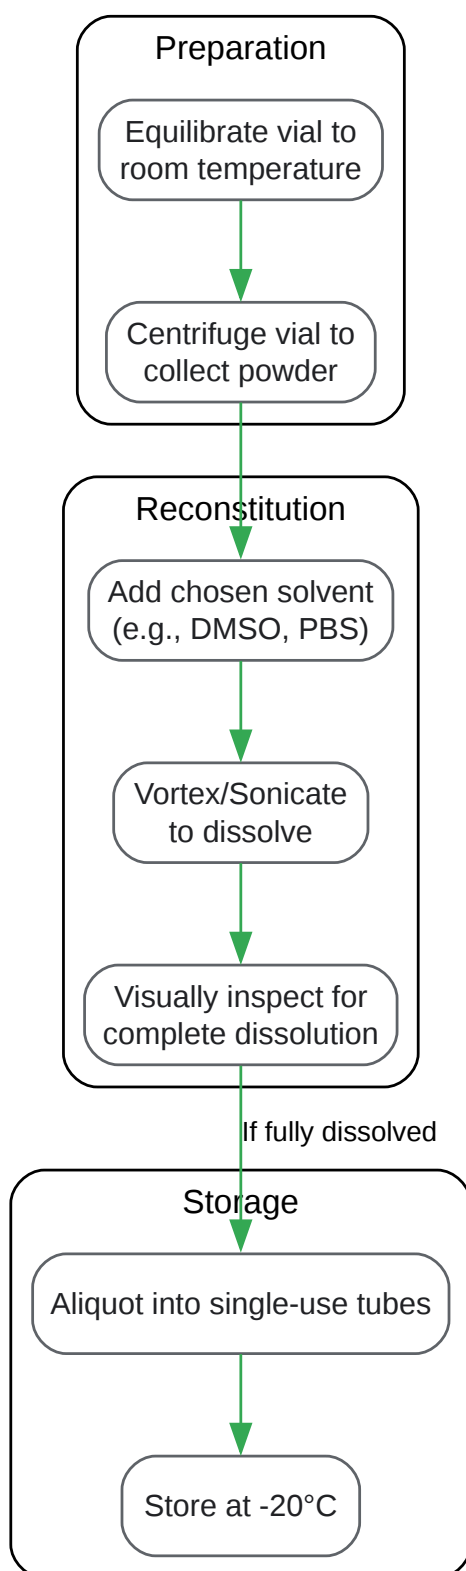 Preparation
Equilibrate vial to
room temperature
Centrifuge vial to
collect powder
Reconstitution
Add chosen solvent
(e.g., DMSO, PBS)
Vortex/Sonicate
to dissolve
Visually inspect for
complete dissolution
If fully dissolved
Storage
Aliquot into single-use tubes
Store at -20°C